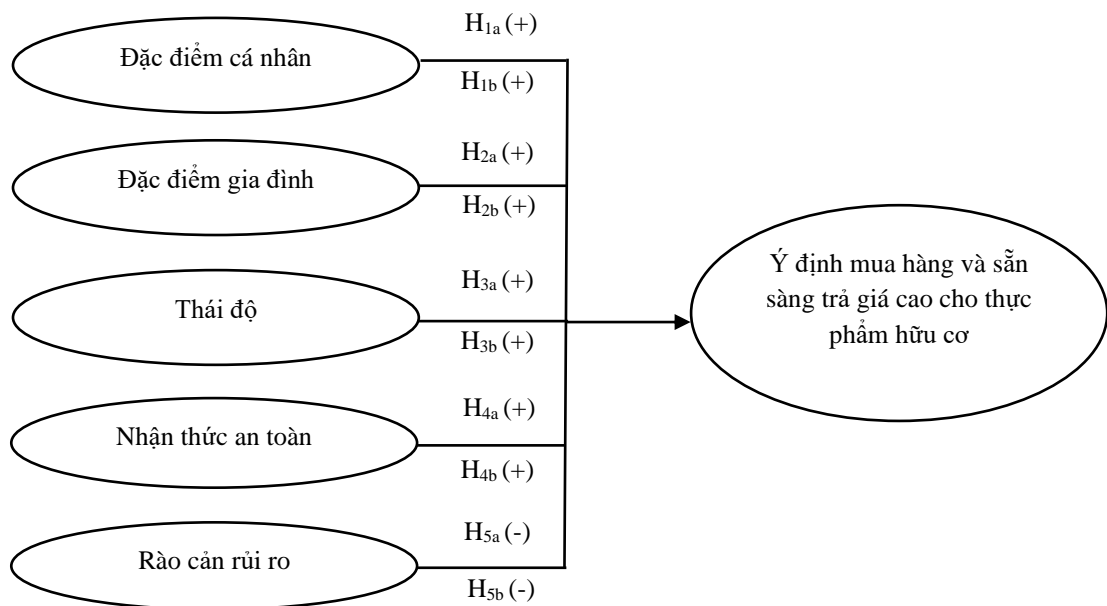 H1a (+)
Đặc điểm cá nhân
H1b (+)
H2a (+)
Đặc điểm gia đình
H2b (+)
H3a (+)
Thái độ
H3b (+)
Ý định mua hàng và sẵn
sàng trả giá cao cho thực
phẩm hữu cơ
H4a (+)
Nhận thức an toàn
H4b (+)
H5a (-)
Rào cản rủi ro
H5b (-)